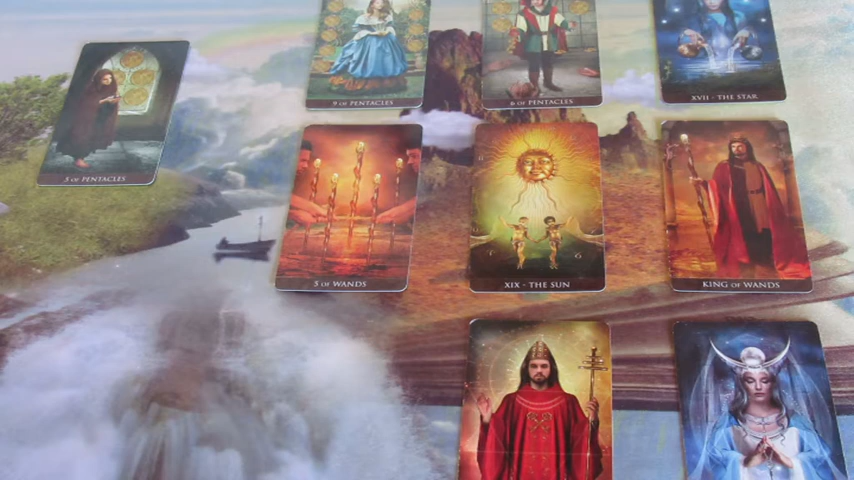 9 OF PENTACLES
6 OF PENTACLES
XVII · THE STAR
5 OF PENTACLES
5 OF WANDS
XIX · THE SUN
KING OF WANDS